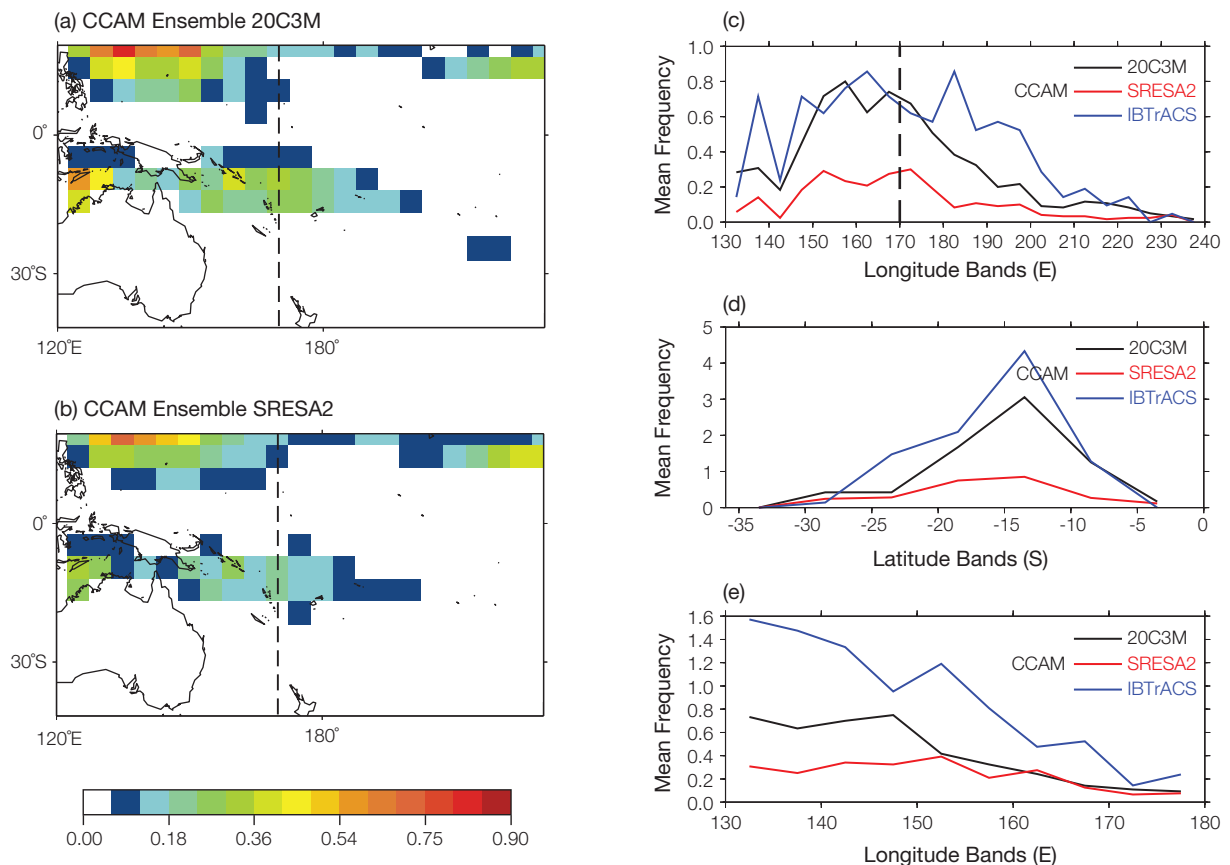 (a) CCAM Ensemble 20C3M
0°
30°S
120°E
180°
(b) CCAM Ensemble SRESA2
0°
30°S
120°E
180°
0.00 0.18 0.36 0.54 0.75 0.90
(c)
Mean Frequency
1.0
0.8
0.6
0.4
0.2
0.0
20C3M
CCAM SRESA2
IBTrACS
130 140 150 160 170 180 190 200 210 220 230 240
Longitude Bands (E)
(d)
Mean Frequency
5
4
3
2
1
0
20C3M
CCAM SRESA2
IBTrACS
-35 -30 -25 -20 -15 -10 -5 0
Latitude Bands (S)
(e)
Mean Frequency
1.6
1.4
1.2
1.0
0.8
0.6
0.4
0.2
0.0
20C3M
CCAM SRESA2
IBTrACS
130 140 150 160 170 180
Longitude Bands (E)